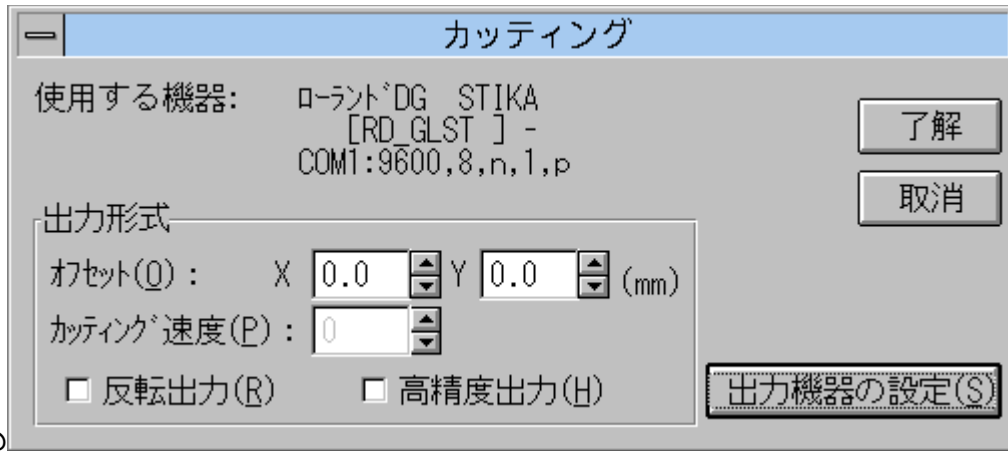 カッティング
使用する機器: ﾛｰﾗﾝﾄﾞDG STIKA
[RD_GLST ] -
COM1:9600,8,n,1,p
了解
取消
出力形式
ｵﾌｾｯﾄ(O) : X 0.0 Y 0.0 (mm)
ｶｯﾃｨﾝｸﾞ速度(P) : 0
反転出力(R) 高精度出力(H)
出力機器の設定(S)